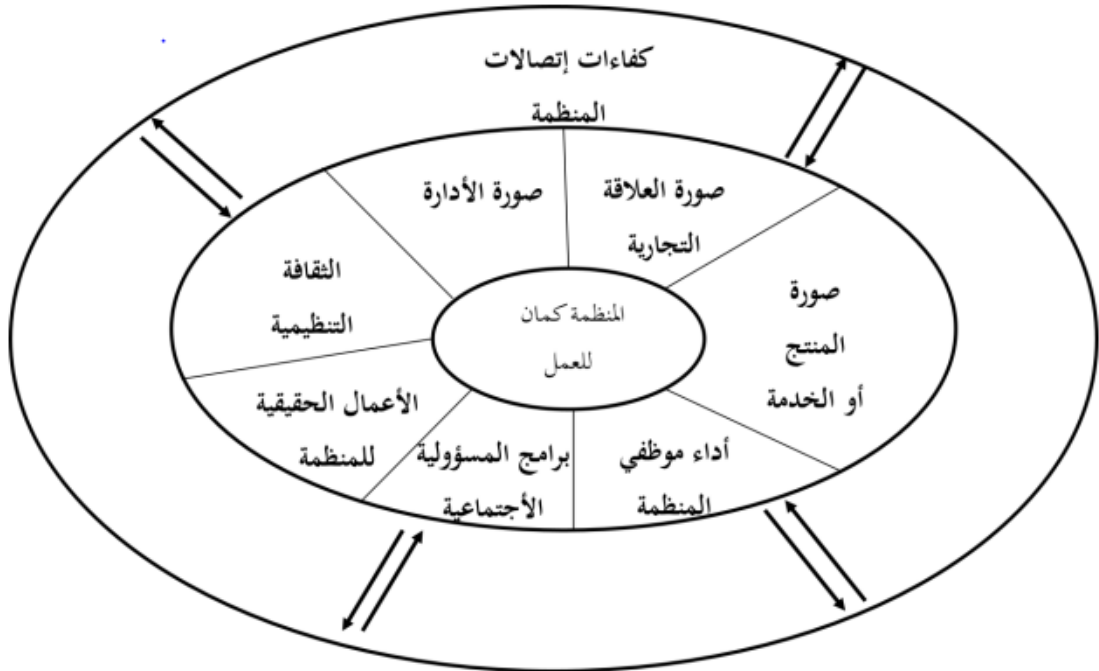 كفاءات إتصالات
المنظمة
صورة العلاقة
التجارية
صورة الأدارة
صورة
المنتج
أو الخدمة
الثقافة
التنظيمية
المنظمة كمان
للعمل
الأعمال الحقيقية
للمنظمة
برامج المسؤولية
الأجتماعية
أداء موظفي
المنظمة